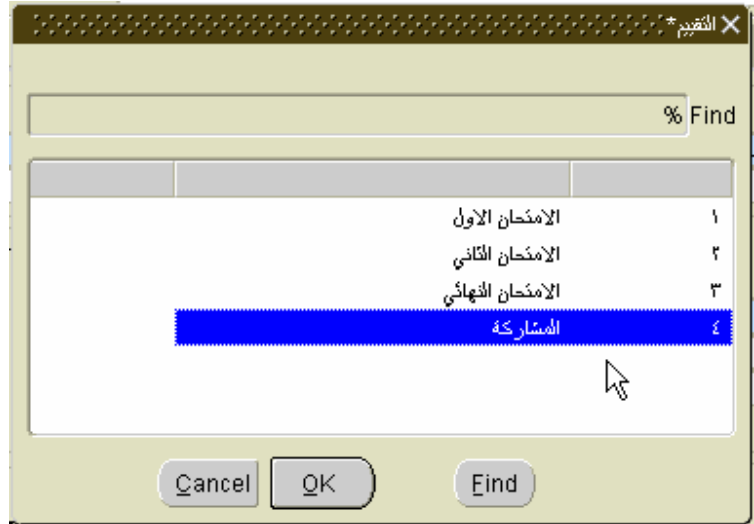 التقييم*
Find %
١ الامتحان الاول
٢ الامتحان الثاني
٣ الامتحان النهائي
٤ المشاركة
Cancel OK Find